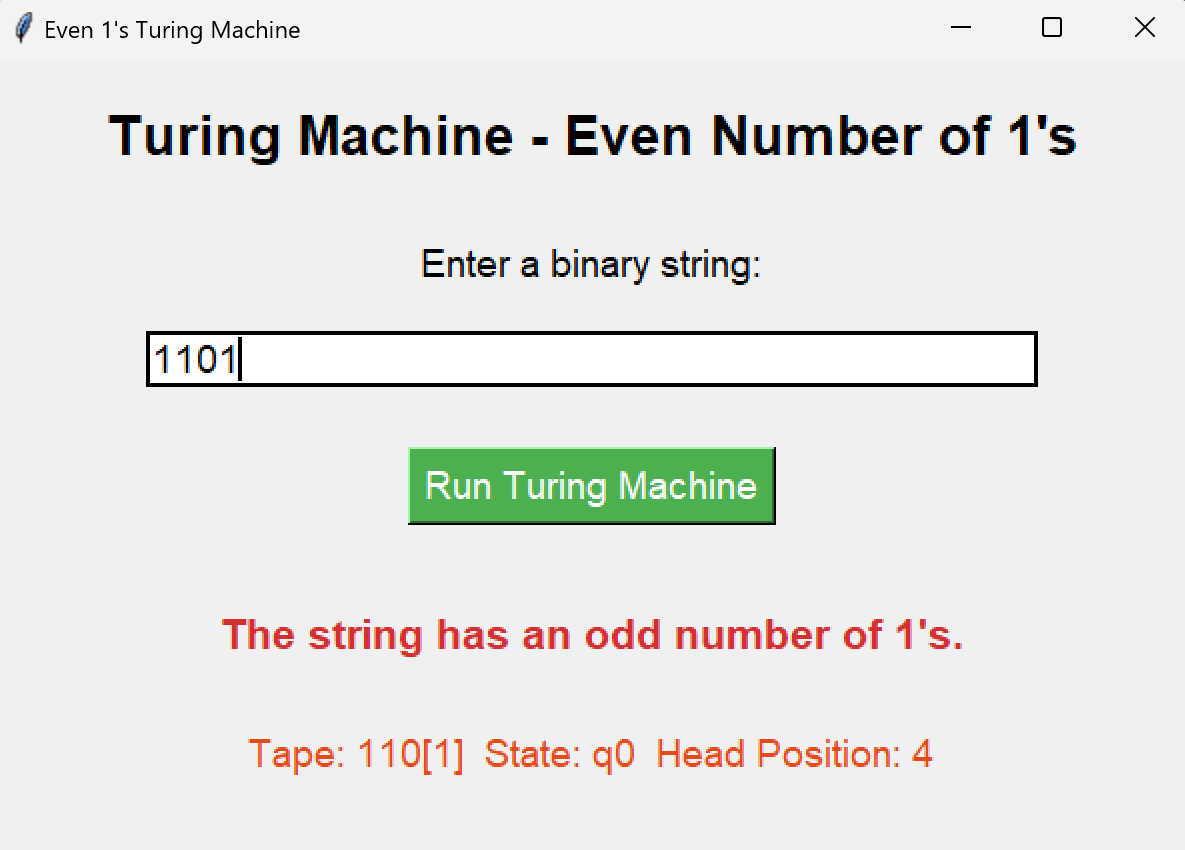 Even 1's Turing Machine
Turing Machine - Even Number of 1's
Enter a binary string:
1101
Run Turing Machine
The string has an odd number of 1's.
Tape: 110[1]  State: q0  Head Position: 4